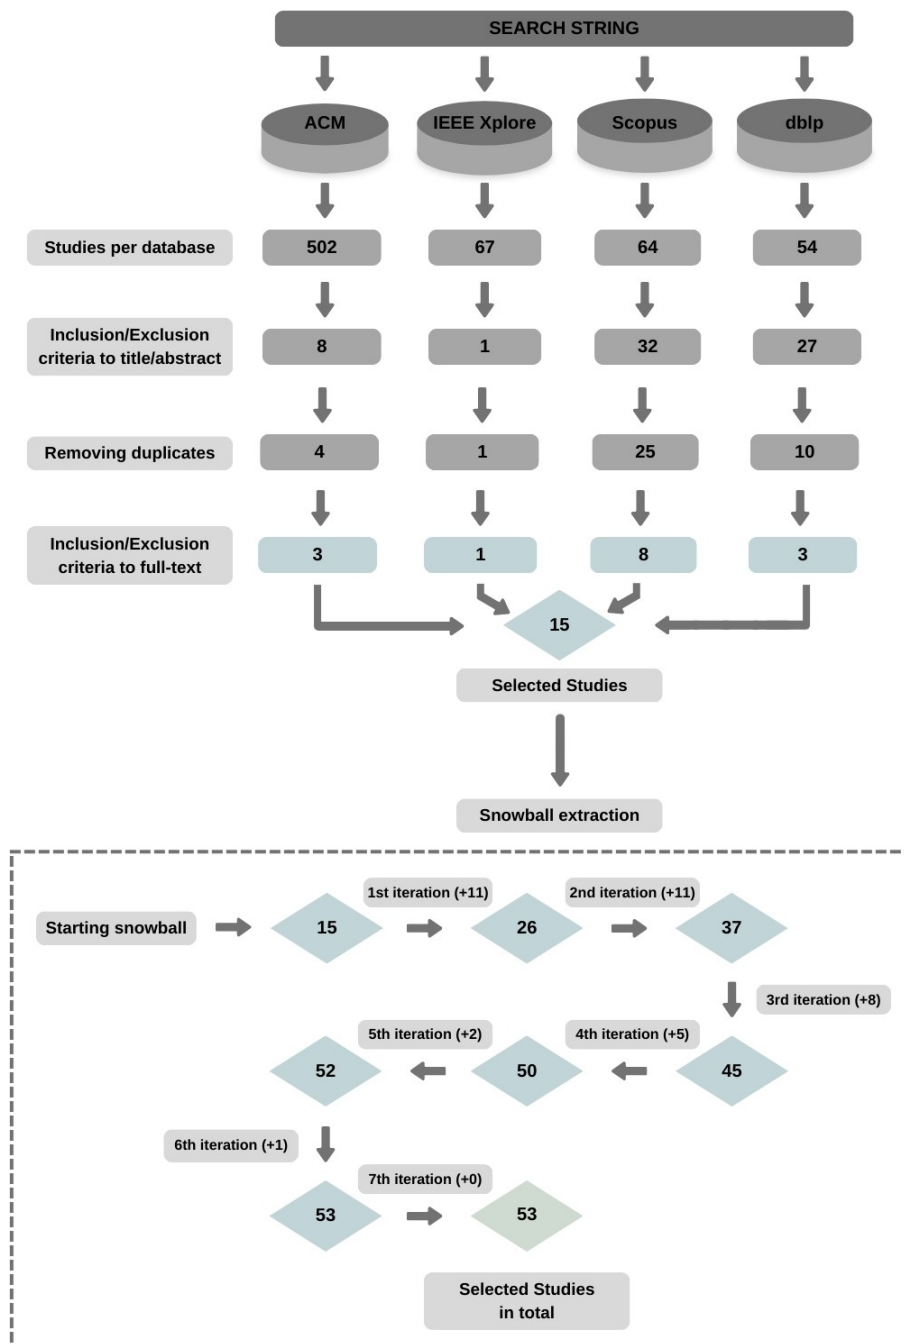 SEARCH STRING
ACM
IEEE Xplore
Scopus
dblp
Studies per database
502
67
64
54
Inclusion/Exclusion
criteria to title/abstract
8
1
32
27
Removing duplicates
4
1
25
10
Inclusion/Exclusion
criteria to full-text
3
1
8
3
15
Selected Studies
Snowball extraction
Starting snowball
15
1st iteration (+11)
26
2nd iteration (+11)
37
3rd iteration (+8)
45
4th iteration (+5)
50
5th iteration (+2)
52
6th iteration (+1)
53
7th iteration (+0)
53
Selected Studies
in total